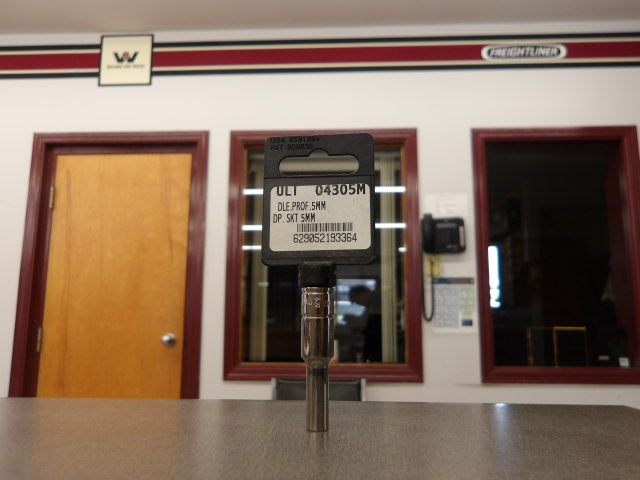 W
FREIGHTLINER
ULT 04305M
DLE.PROF.5MM
DP. SKT 5MM
629052193364